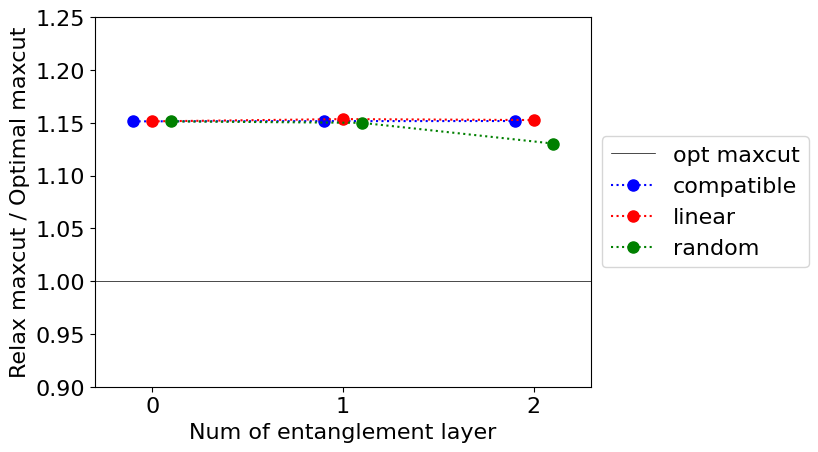 1.25
1.20
1.15
1.10
1.05
1.00
0.95
0.90
Relax maxcut / Optimal maxcut
0 1 2
Num of entanglement layer
opt maxcut
compatible
linear
random